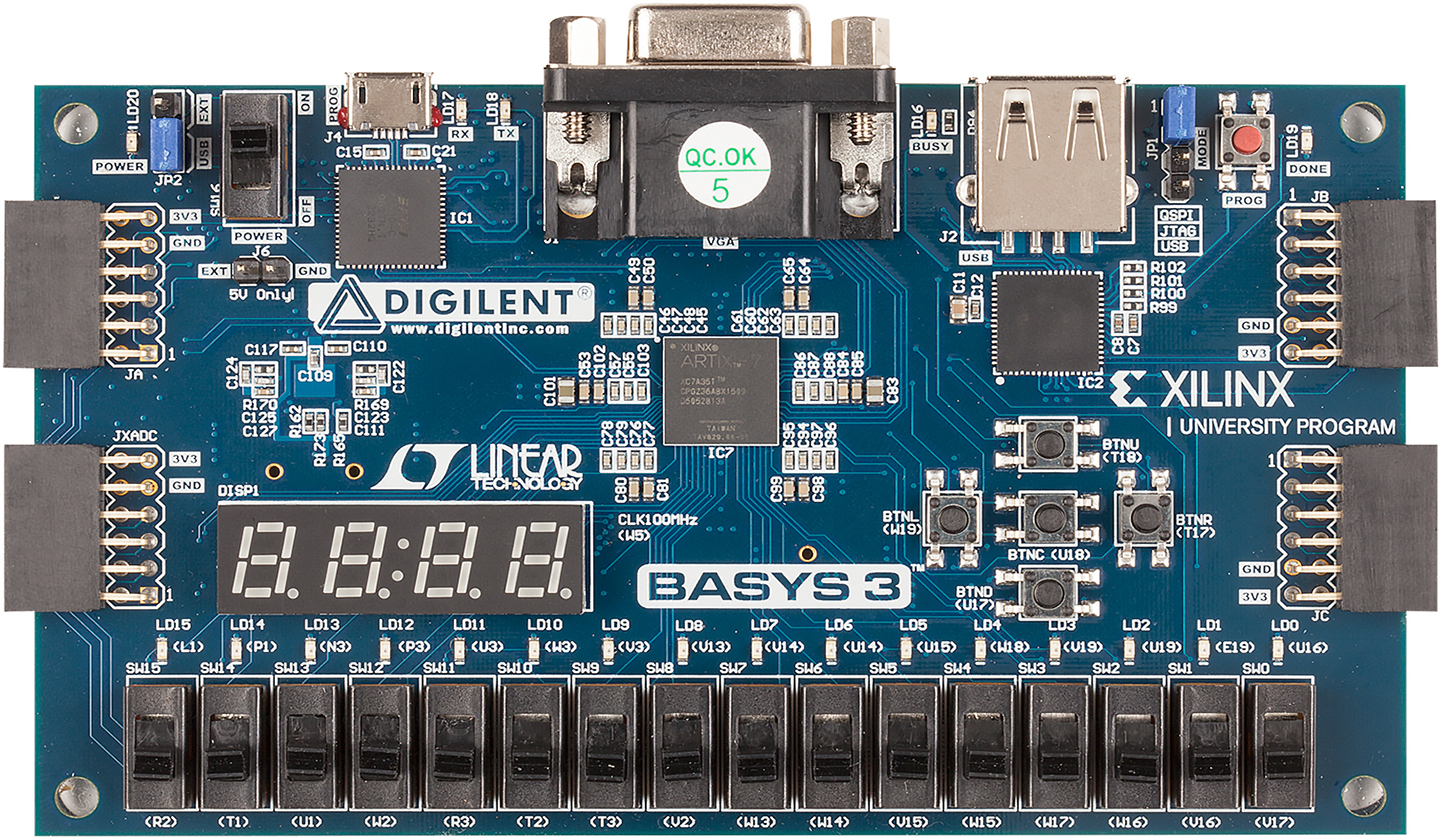 LD20
EXT
USB
POWER
JP2
ON
OFF
SW16
POWER
J6
EXT
GND
5V Only!
PROG
J4
LD17
RX
LD18
TX
C15
C21
IC1
QC.OK
5
J1
VGA
LD16
BUSY
J2
USB
1
JP1
MODE
QSPI
JTAG
USB
PROG
LD19
DONE
3V3
GND
1
JA
1
JB
GND
3V3
DIGILENT®
www.digilentinc.com
C49
C50
C65
C64
C46
C47
C48
C45
C61
C60
C62
C63
C11
C12
R102
R101
R100
R99
C8
C7
IC2
C117
C110
C109
C124
C122
R170
C125
C127
R169
C123
C111
R162
R123
R165
C101
C53
C102
C57
C55
C103
XILINX®
ARTIX™
XC7A35T™
TAIWAN
IC7
C86
C87
C88
C84
C85
C83
C78
C79
C76
C77
C80
C81
C95
C94
C97
C96
C99
C98
XILINX
UNIVERSITY PROGRAM
JXADC
3V3
GND
1
LINEAR
TECHNOLOGY
DISP1
CLK100MHz
(W5)
BASYS 3™
BTNU
(T18)
BTNL
(W19)
BTNC (U18)
BTNR
(T17)
BTND
(U17)
1
GND
3V3
JC
LD15 LD14 LD13 LD12 LD11 LD10 LD9 LD8 LD7 LD6 LD5 LD4 LD3 LD2 LD1 LD0
(L1) (P1) (N3) (P3) (U3) (W3) (V3) (V13) (V14) (U14) (U15) (W18) (V19) (U19) (E19) (U16)
SW15 SW14 SW13 SW12 SW11 SW10 SW9 SW8 SW7 SW6 SW5 SW4 SW3 SW2 SW1 SW0
(R2) (T1) (U1) (W2) (R3) (T2) (T3) (V2) (W13) (W14) (V15) (W15) (W17) (W16) (V16) (V17)